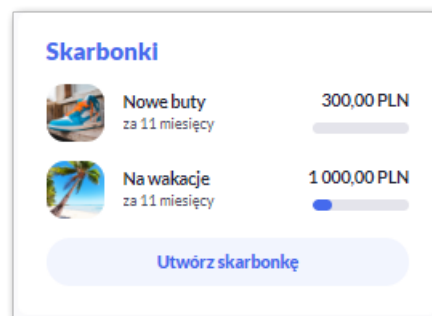 Skarbonki
Nowe buty
300,00 PLN
za 11 miesięcy
Na wakacje
1 000,00 PLN
za 11 miesięcy
Utwórz skarbonkę